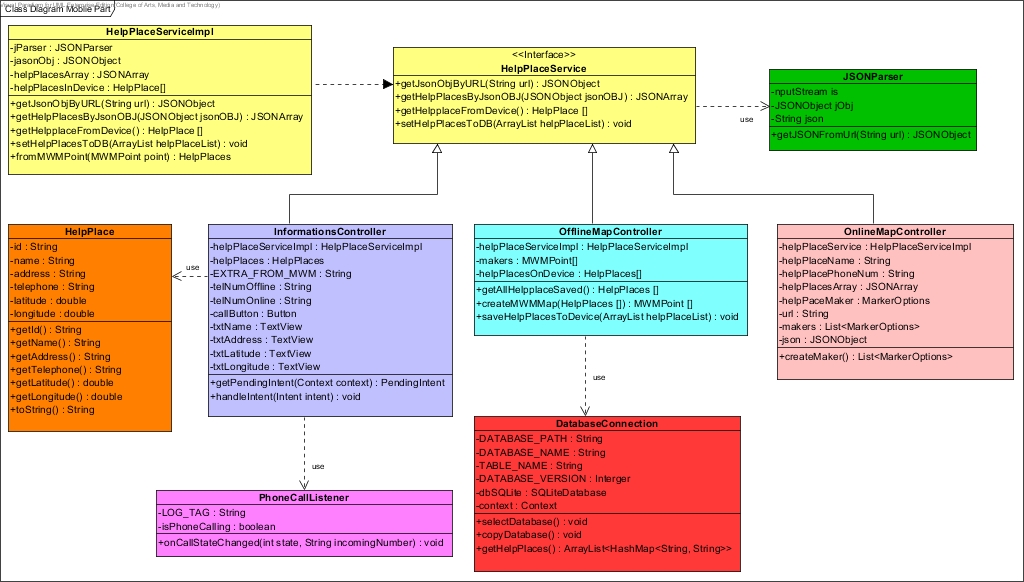 Visual Paradigm for UML Enterprise Edition(College of Arts, Media and Technology)
Class Diagram Mobile Part
HelpPlaceServiceImpl
-jParser : JSONParser
-jasonObj : JSONObject
-helpPlacesArray : JSONArray
-helpPlacesInDevice : HelpPlace[]
+getJsonObjByURL(String url) : JSONObject
+getHelpPlacesByJsonOBJ(JSONObject jsonOBJ) : JSONArray
+getHelpplaceFromDevice() : HelpPlace []
+setHelpPlacesToDB(ArrayList helpPlaceList) : void
+fromMWMPoint(MWMPoint point) : HelpPlaces
<<Interface>>
HelpPlaceService
+getJsonObjByURL(String url) : JSONObject
+getHelpPlacesByJsonOBJ(JSONObject jsonOBJ) : JSONArray
+getHelpplaceFromDevice() : HelpPlace []
+setHelpPlacesToDB(ArrayList helpPlaceList) : void
use
JSONParser
-nputStream is
-JSONObject jObj
-String json
+getJSONFromUrl(String url) : JSONObject
HelpPlace
-id : String
-name : String
-address : String
-telephone : String
-latitude : double
-longitude : double
+getId() : String
+getName() : String
+getAddress() : String
+getTelephone() : String
+getLatitude() : double
+getLongitude() : double
+toString() : String
use
InformationsController
-helpPlaceServiceImpl : HelpPlaceServiceImpl
-helpPlaces : HelpPlaces
-EXTRA_FROM_MWM : String
-telNumOffline : String
-telNumOnline : String
-callButton : Button
-txtName : TextView
-txtAddress : TextView
-txtLatitude : TextView
-txtLongitude : TextView
+getPendingIntent(Context context) : PendingIntent
+handleIntent(Intent intent) : void
OfflineMapController
-helpPlaceServiceImpl : HelpPlaceServiceImpl
-makers : MWMPoint[]
-helpPlacesOnDevice : HelpPlaces[]
+getAllHelpplaceSaved() : HelpPlaces []
+createMWMMap(HelpPlaces []) : MWMPoint []
+saveHelpPlacesToDevice(ArrayList helpPlaceList) : void
OnlineMapController
-helpPlaceService : HelpPlaceServiceImpl
-helpPlaceName : String
-helpPlacePhoneNum : String
-helpPlacesArray : JSONArray
-helpPaceMaker : MarkerOptions
-url : String
-makers : List<MarkerOptions>
-json : JSONObject
+createMaker() : List<MarkerOptions>
use
use
PhoneCallListener
-LOG_TAG : String
-isPhoneCalling : boolean
+onCallStateChanged(int state, String incomingNumber) : void
DatabaseConnection
-DATABASE_PATH : String
-DATABASE_NAME : String
-TABLE_NAME : String
-DATABASE_VERSION : Interger
-dbSQLite : SQLiteDatabase
-context : Context
+selectDatabase() : void
+copyDatabase() : void
+getHelpPlaces() : ArrayList<HashMap<String, String>>